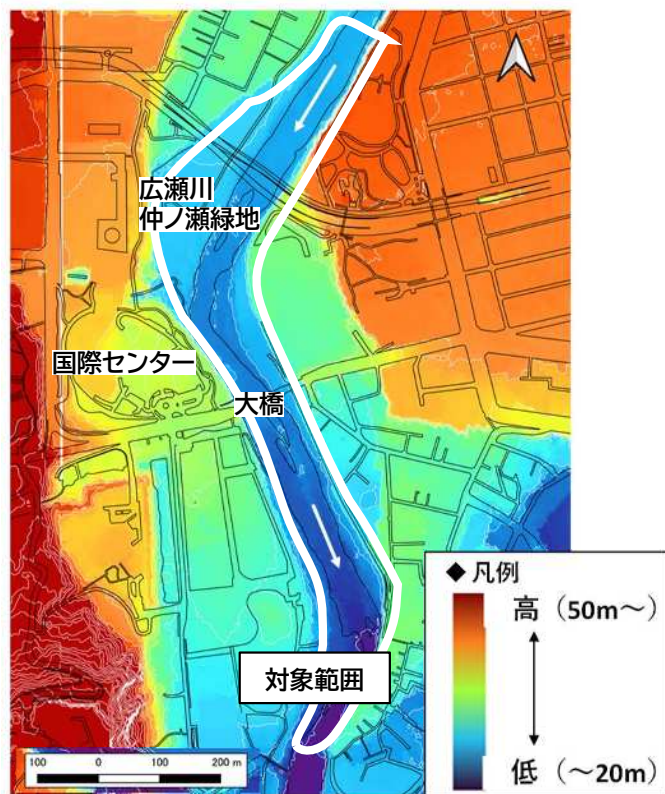 広瀬川
仲ノ瀬緑地
国際センター
大橋
対象範囲
◆ 凡例
高（50m～）
低（～20m）
100 0 100 200 m